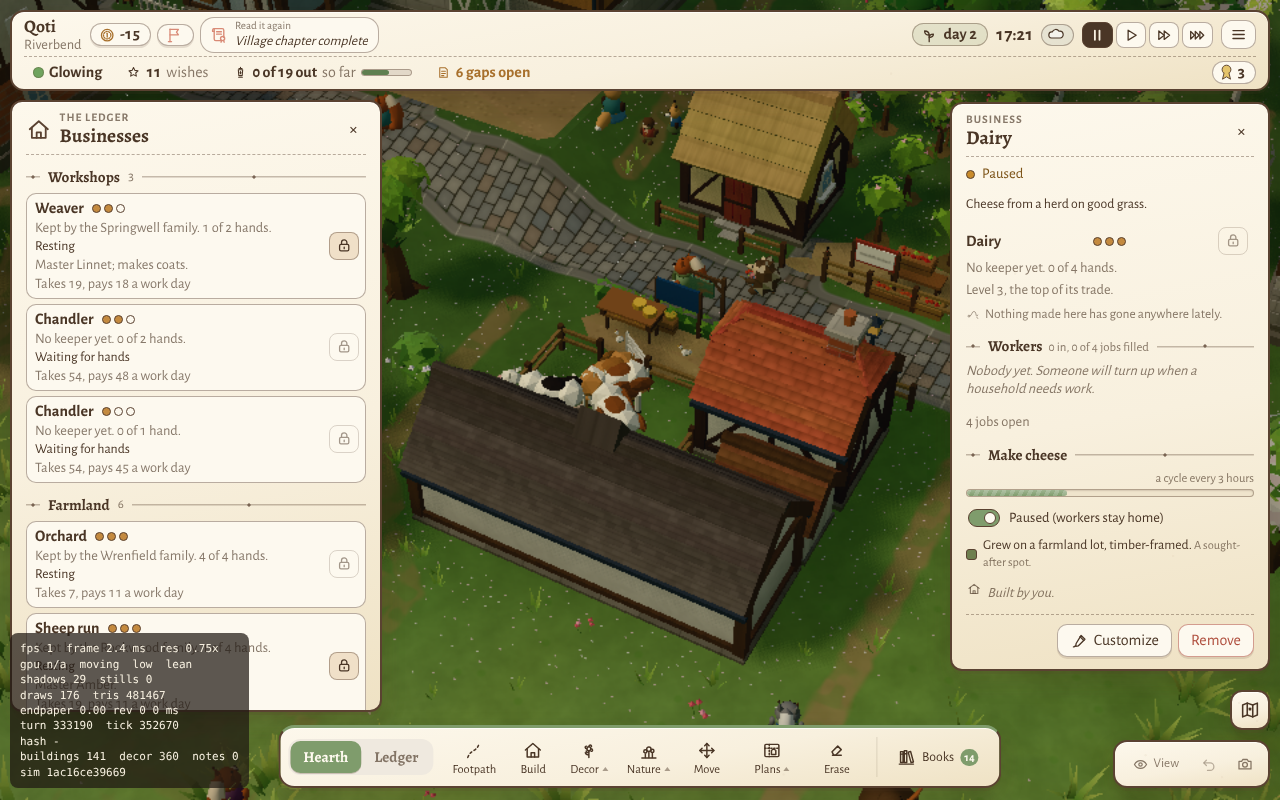 Qoti
Riverbend
-15
Read it again
Village chapter complete
day 2
17:21
Glowing
11 wishes
0 of 19 out so far
6 gaps open
3
THE LEDGER
Businesses
×
Workshops 3
Weaver
Kept by the Springwell family. 1 of 2 hands.
Resting
Master Linnet; makes coats.
Takes 19, pays 18 a work day
Chandler
No keeper yet. 0 of 2 hands.
Waiting for hands
Takes 54, pays 48 a work day
Chandler
No keeper yet. 0 of 1 hand.
Waiting for hands
Takes 54, pays 45 a work day
Farmland 6
Orchard
Kept by the Wrenfield family. 4 of 4 hands.
Resting
Takes 7, pays 11 a work day
Sheep run
fps 1 frame 2.4 ms res 0.75x
gpu n/a moving low lean
shadows 29 stills 0
draws 176 tris 481467
endpaper 0.00 rev 0 0 ms
turn 333190 tick 352670
hash -
buildings 141 decor 360 notes 0
sim 1ac16ce39669
BUSINESS
Dairy
×
Paused
Cheese from a herd on good grass.
Dairy
No keeper yet. 0 of 4 hands.
Level 3, the top of its trade.
Nothing made here has gone anywhere lately.
Workers 0 in, 0 of 4 jobs filled
Nobody yet. Someone will turn up when a
household needs work.
4 jobs open
Make cheese
a cycle every 3 hours
Paused (workers stay home)
Grew on a farmland lot, timber-framed. A sought-
after spot.
Built by you.
Customize
Remove
Hearth
Ledger
Footpath
Build
Decor
Nature
Move
Plans
Erase
Books 14
View